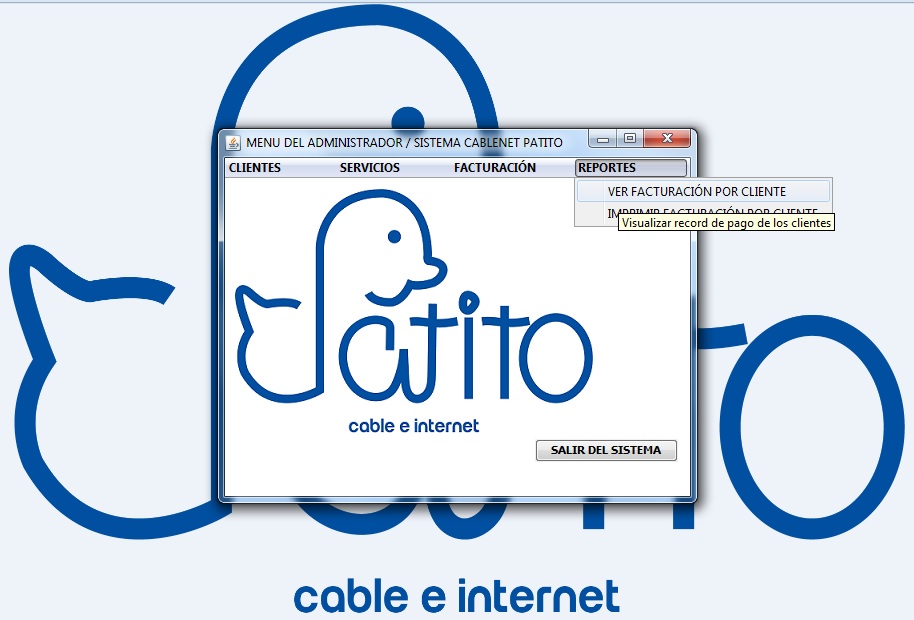 MENU DEL ADMINISTRADOR / SISTEMA CABLENET PATITO
CLIENTES SERVICIOS FACTURACIÓN REPORTES
VER FACTURACIÓN POR CLIENTE
IMPRIMIR FACTURACIÓN POR CLIENTE
Visualizar record de pago de los clientes
Patito
cable e internet
SALIR DEL SISTEMA
cable e internet